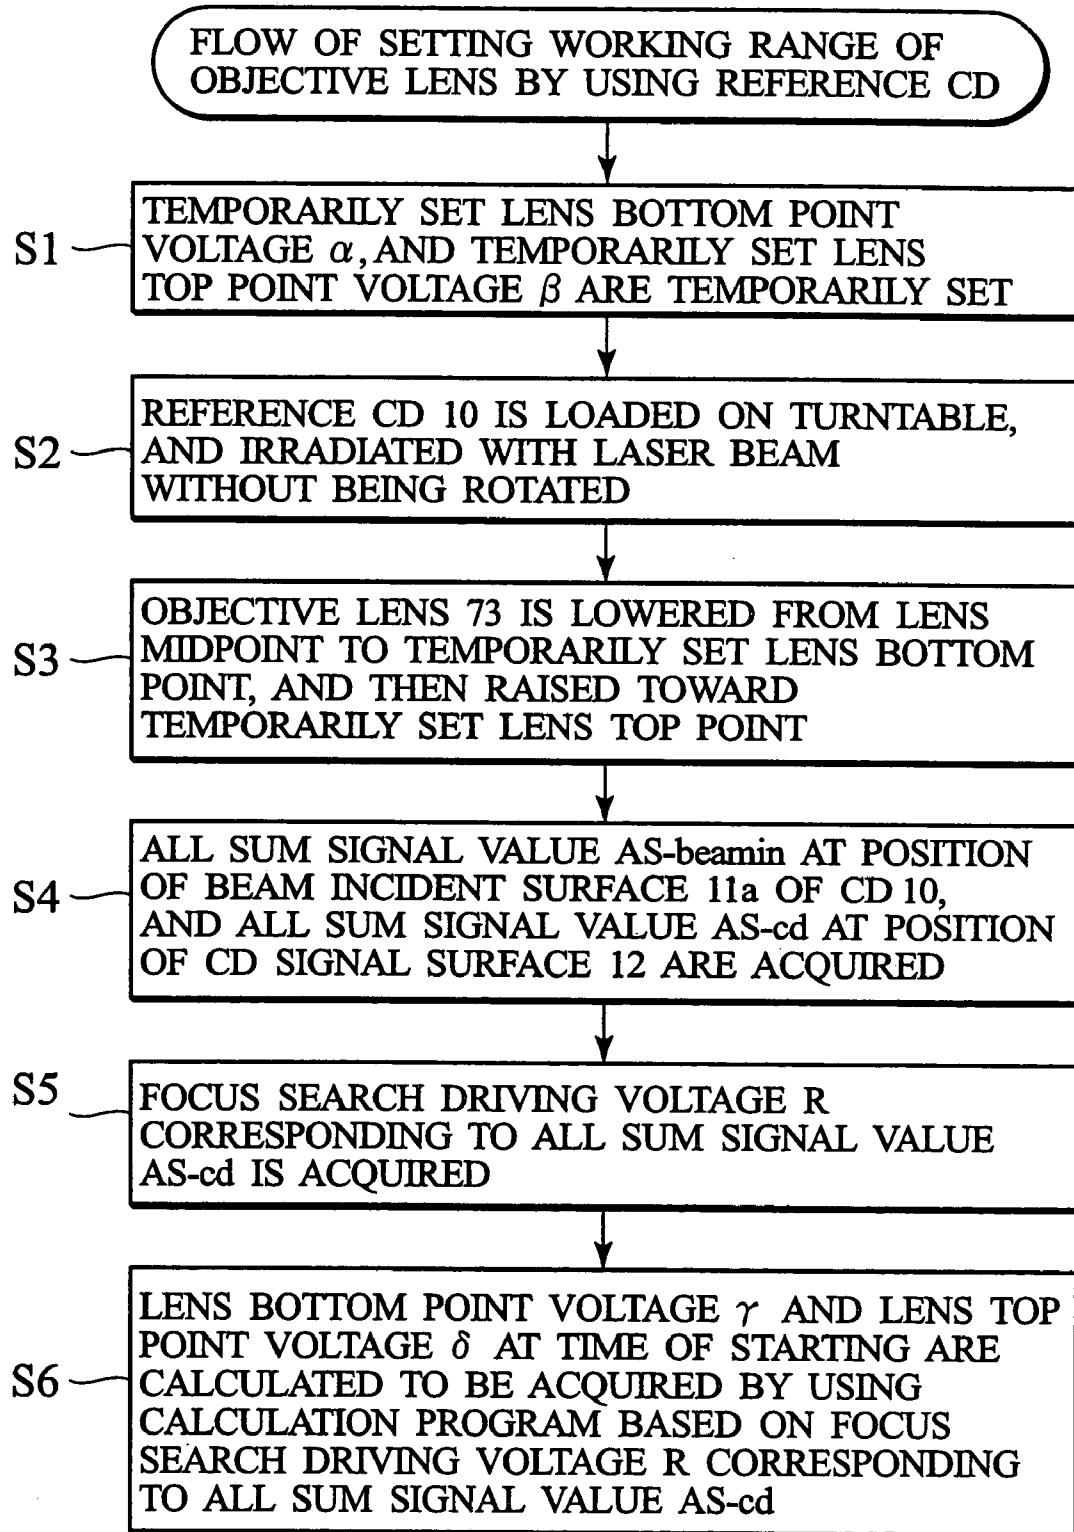 FLOW OF SETTING WORKING RANGE OF
OBJECTIVE LENS BY USING REFERENCE CD
S1
TEMPORARILY SET LENS BOTTOM POINT
VOLTAGE α, AND TEMPORARILY SET LENS
TOP POINT VOLTAGE β ARE TEMPORARILY SET
S2
REFERENCE CD 10 IS LOADED ON TURNTABLE,
AND IRRADIATED WITH LASER BEAM
WITHOUT BEING ROTATED
S3
OBJECTIVE LENS 73 IS LOWERED FROM LENS
MIDPOINT TO TEMPORARILY SET LENS BOTTOM
POINT, AND THEN RAISED TOWARD
TEMPORARILY SET LENS TOP POINT
S4
ALL SUM SIGNAL VALUE AS-beamin AT POSITION
OF BEAM INCIDENT SURFACE 11a OF CD 10,
AND ALL SUM SIGNAL VALUE AS-cd AT POSITION
OF CD SIGNAL SURFACE 12 ARE ACQUIRED
S5
FOCUS SEARCH DRIVING VOLTAGE R
CORRESPONDING TO ALL SUM SIGNAL VALUE
AS-cd IS ACQUIRED
S6
LENS BOTTOM POINT VOLTAGE γ AND LENS TOP
POINT VOLTAGE δ AT TIME OF STARTING ARE
CALCULATED TO BE ACQUIRED BY USING
CALCULATION PROGRAM BASED ON FOCUS
SEARCH DRIVING VOLTAGE R CORRESPONDING
TO ALL SUM SIGNAL VALUE AS-cd